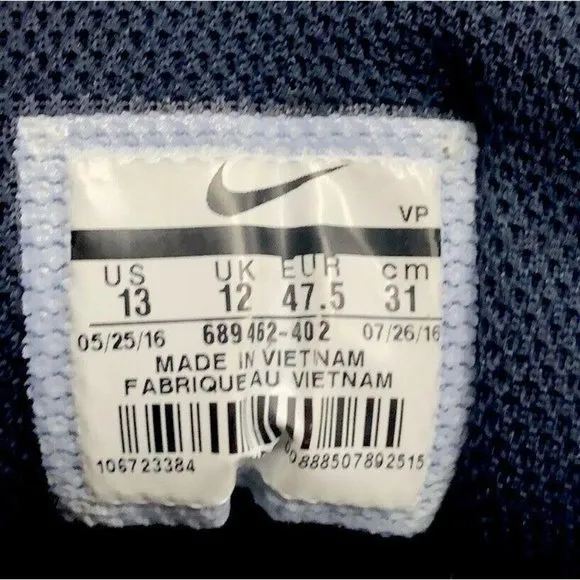 VP
US UK EUR cm
13 12 47.5 31
05/25/16 689462-402 07/26/16
MADE IN VIETNAM
FABRIQUE AU VIETNAM
106723384 00888507892515